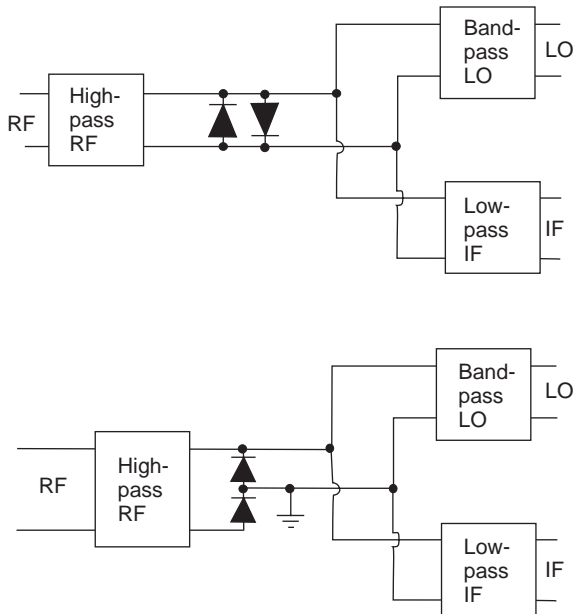 Band-
pass
LO
LO
High-
pass
RF
RF
Low-
pass
IF
IF
Band-
pass
LO
LO
High-
pass
RF
RF
Low-
pass
IF
IF